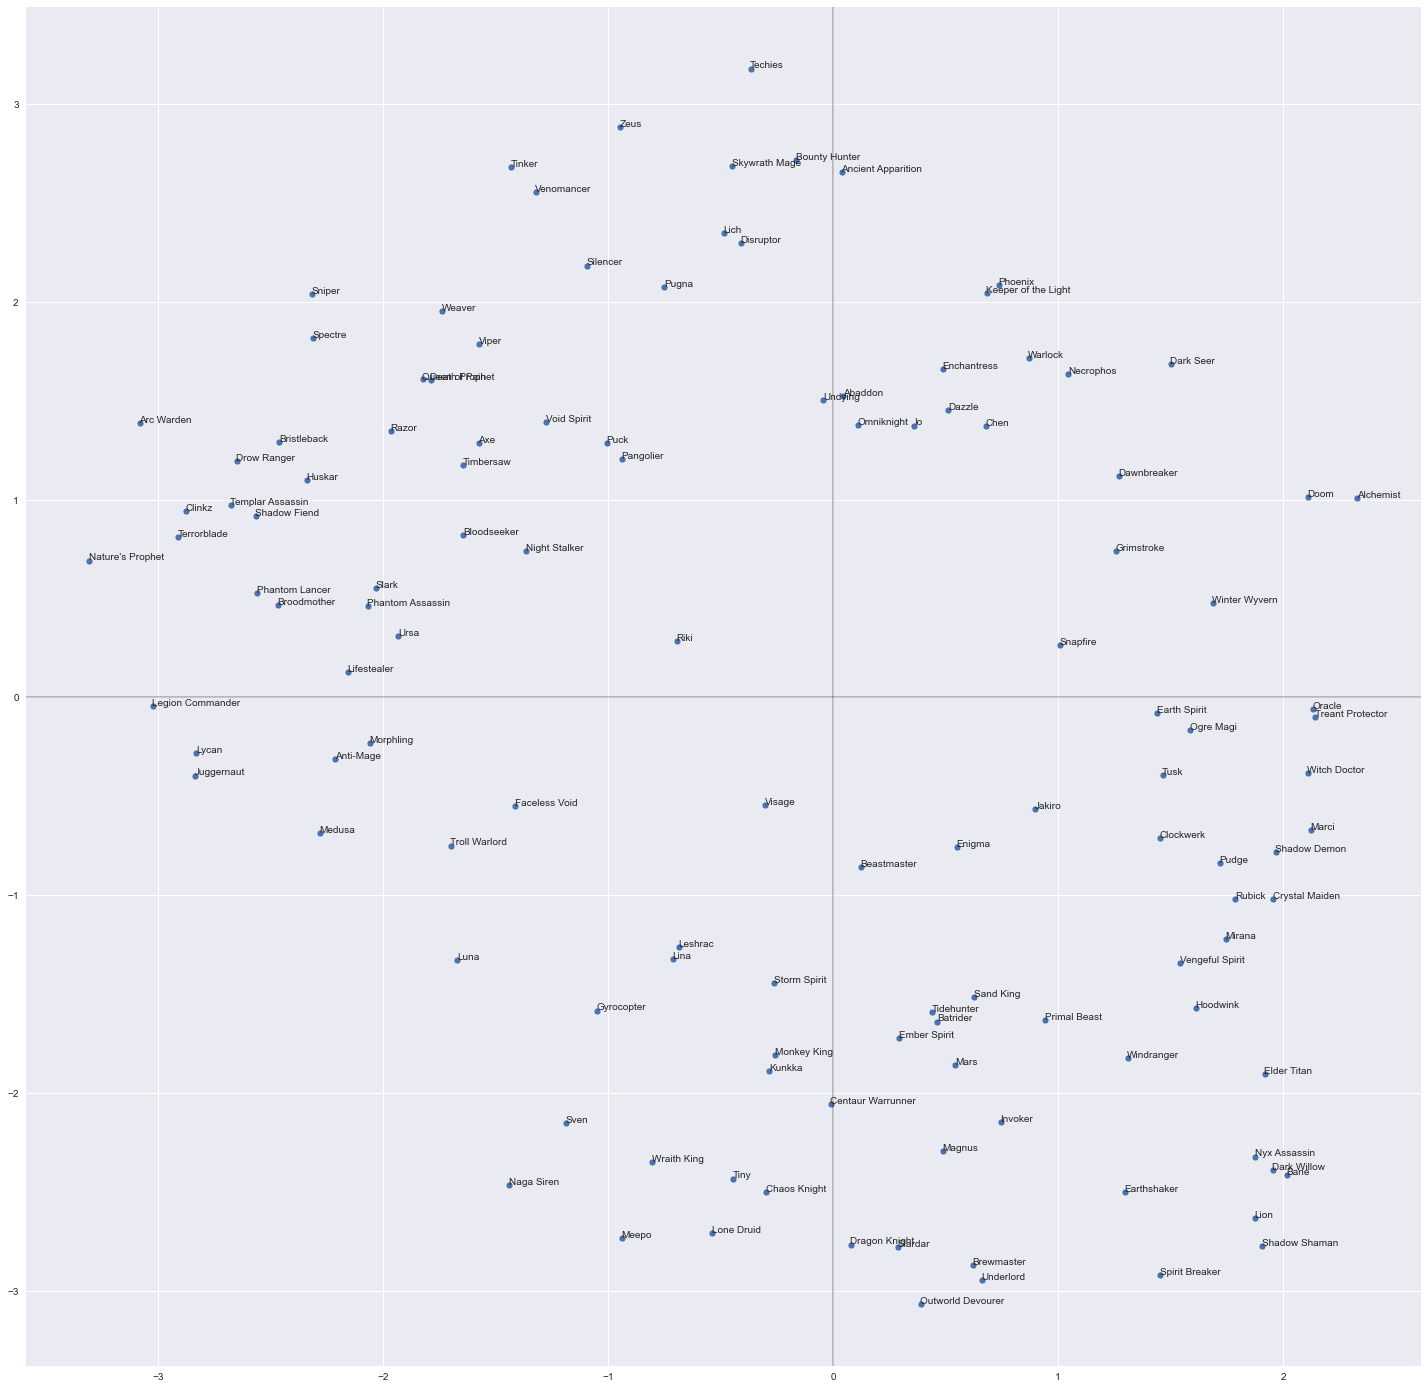 Techies
3
Zeus
Bounty Hunter
Skywrath Mage
Tinker
Ancient Apparition
Venomancer
Lich
Disruptor
Silencer
Phoenix
Pugna
Keeper of the Light
Sniper
2
Weaver
Spectre
Viper
Warlock
Dark Seer
Enchantress
Necrophos
Queen of Pain
Death Prophet
Abaddon
Undying
Dazzle
Arc Warden
Void Spirit
Omniknight
Io
Chen
Razor
Bristleback
Axe
Puck
Drow Ranger
Timbersaw
Pangolier
Huskar
Dawnbreaker
Templar Assassin
1
Doom
Alchemist
Clinkz
Shadow Fiend
Terrorblade
Bloodseeker
Night Stalker
Grimstroke
Nature's Prophet
Phantom Lancer
Slark
Broodmother
Phantom Assassin
Winter Wyvern
Ursa
Riki
Snapfire
Lifestealer
0
Legion Commander
Earth Spirit
Oracle
Treant Protector
Ogre Magi
Morphling
Lycan
Anti-Mage
Juggernaut
Tusk
Witch Doctor
Faceless Void
Visage
Jakiro
Medusa
Marci
Troll Warlord
Enigma
Clockwerk
Shadow Demon
Beastmaster
Pudge
−1
Rubick
Crystal Maiden
Mirana
Leshrac
Lina
Luna
Vengeful Spirit
Storm Spirit
Sand King
Gyrocopter
Tidehunter
Hoodwink
Batrider
Primal Beast
Ember Spirit
Monkey King
Windranger
Kunkka
Mars
Elder Titan
−2
Centaur Warrunner
Sven
Invoker
Magnus
Nyx Assassin
Wraith King
Dark Willow
Bane
Tiny
Naga Siren
Chaos Knight
Earthshaker
Lion
Lone Druid
Meepo
Dragon Knight
Slardar
Shadow Shaman
Brewmaster
Spirit Breaker
Underlord
−3
Outworld Devourer
−3
−2
−1
0
1
2